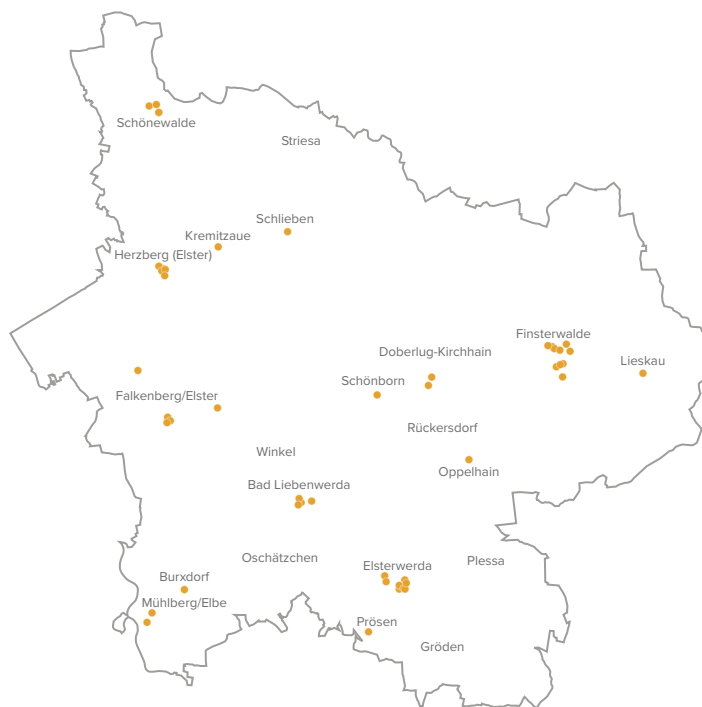 Schönewalde
Striesa
Schlieben
Kremitzaue
Herzberg (Elster)
Finsterwalde
Doberlug-Kirchhain
Lieskau
Schönborn
Falkenberg/Elster
Rückersdorf
Winkel
Oppelhain
Bad Liebenwerda
Oschätzchen
Plessa
Elsterwerda
Burxdorf
Mühlberg/Elbe
Prösen
Gröden